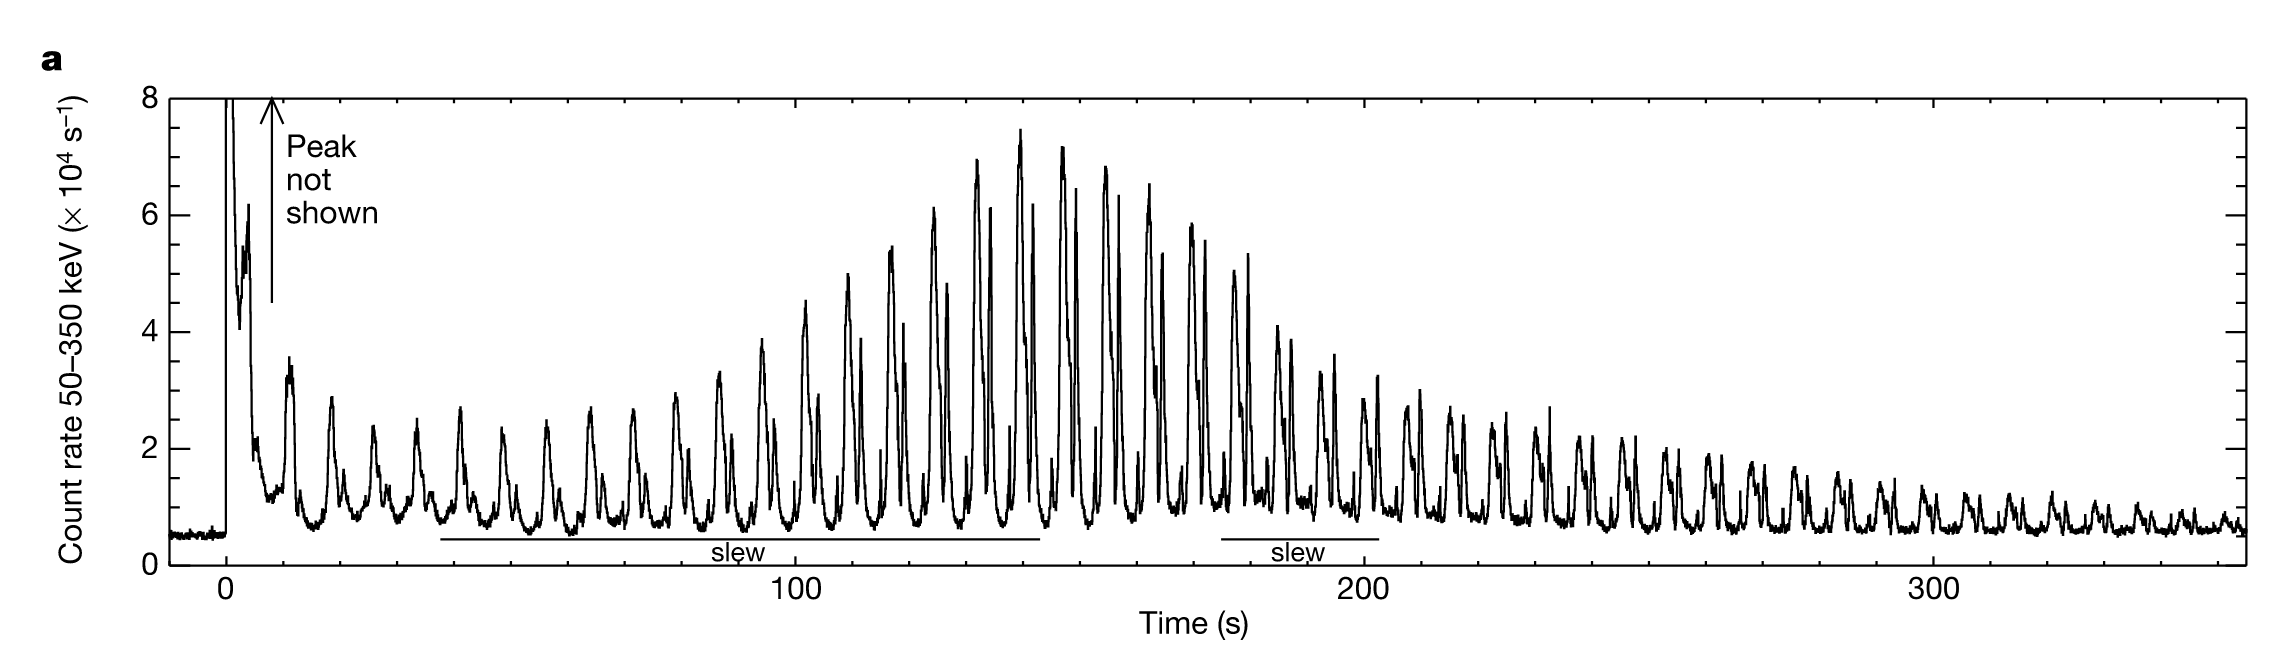 a
Count rate 50–350 keV (× 10⁴ s⁻¹)
8
6
4
2
0
Peak
not
shown
slew
slew
0 100 200 300
Time (s)